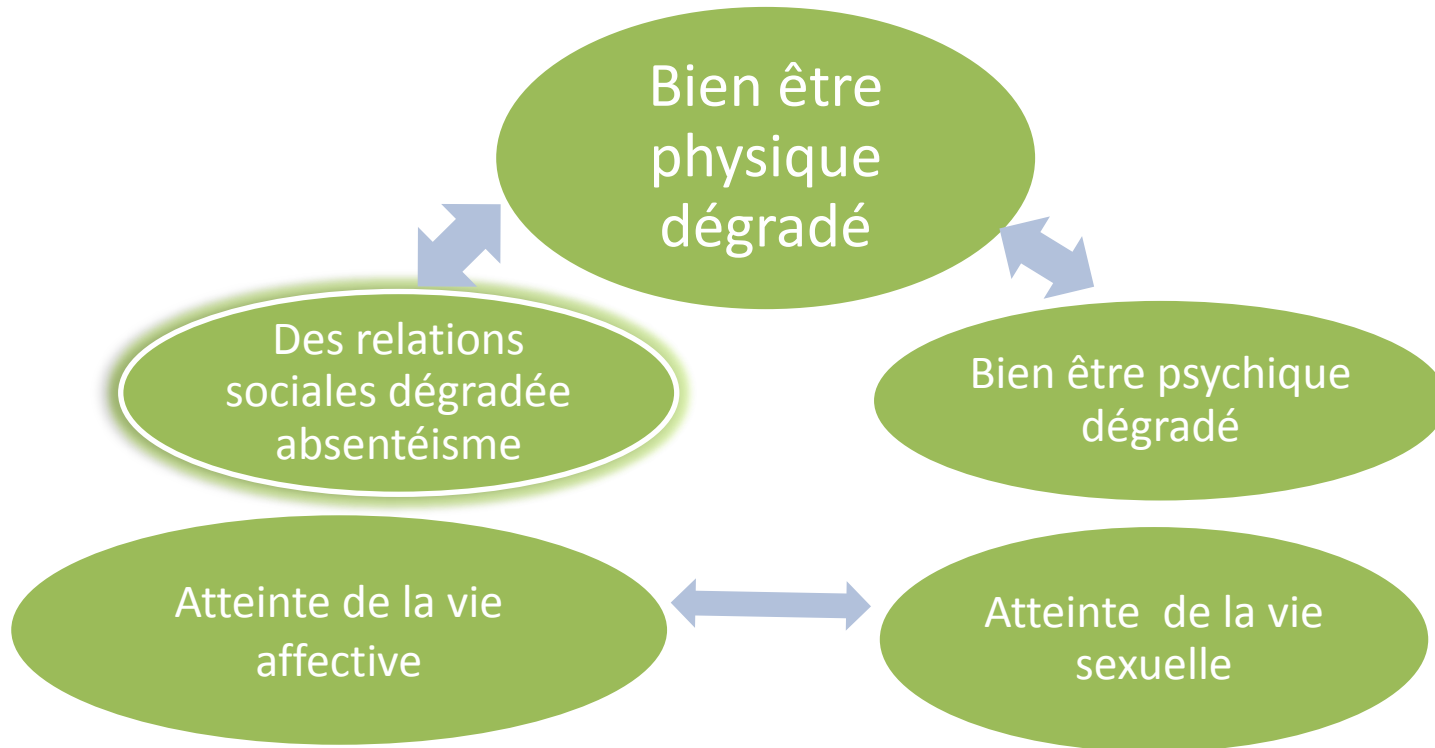 Bien être
physique
dégradé
Des relations
sociales dégradée
absentéisme
Bien être psychique
dégradé
Atteinte de la vie
affective
Atteinte  de la vie
sexuelle